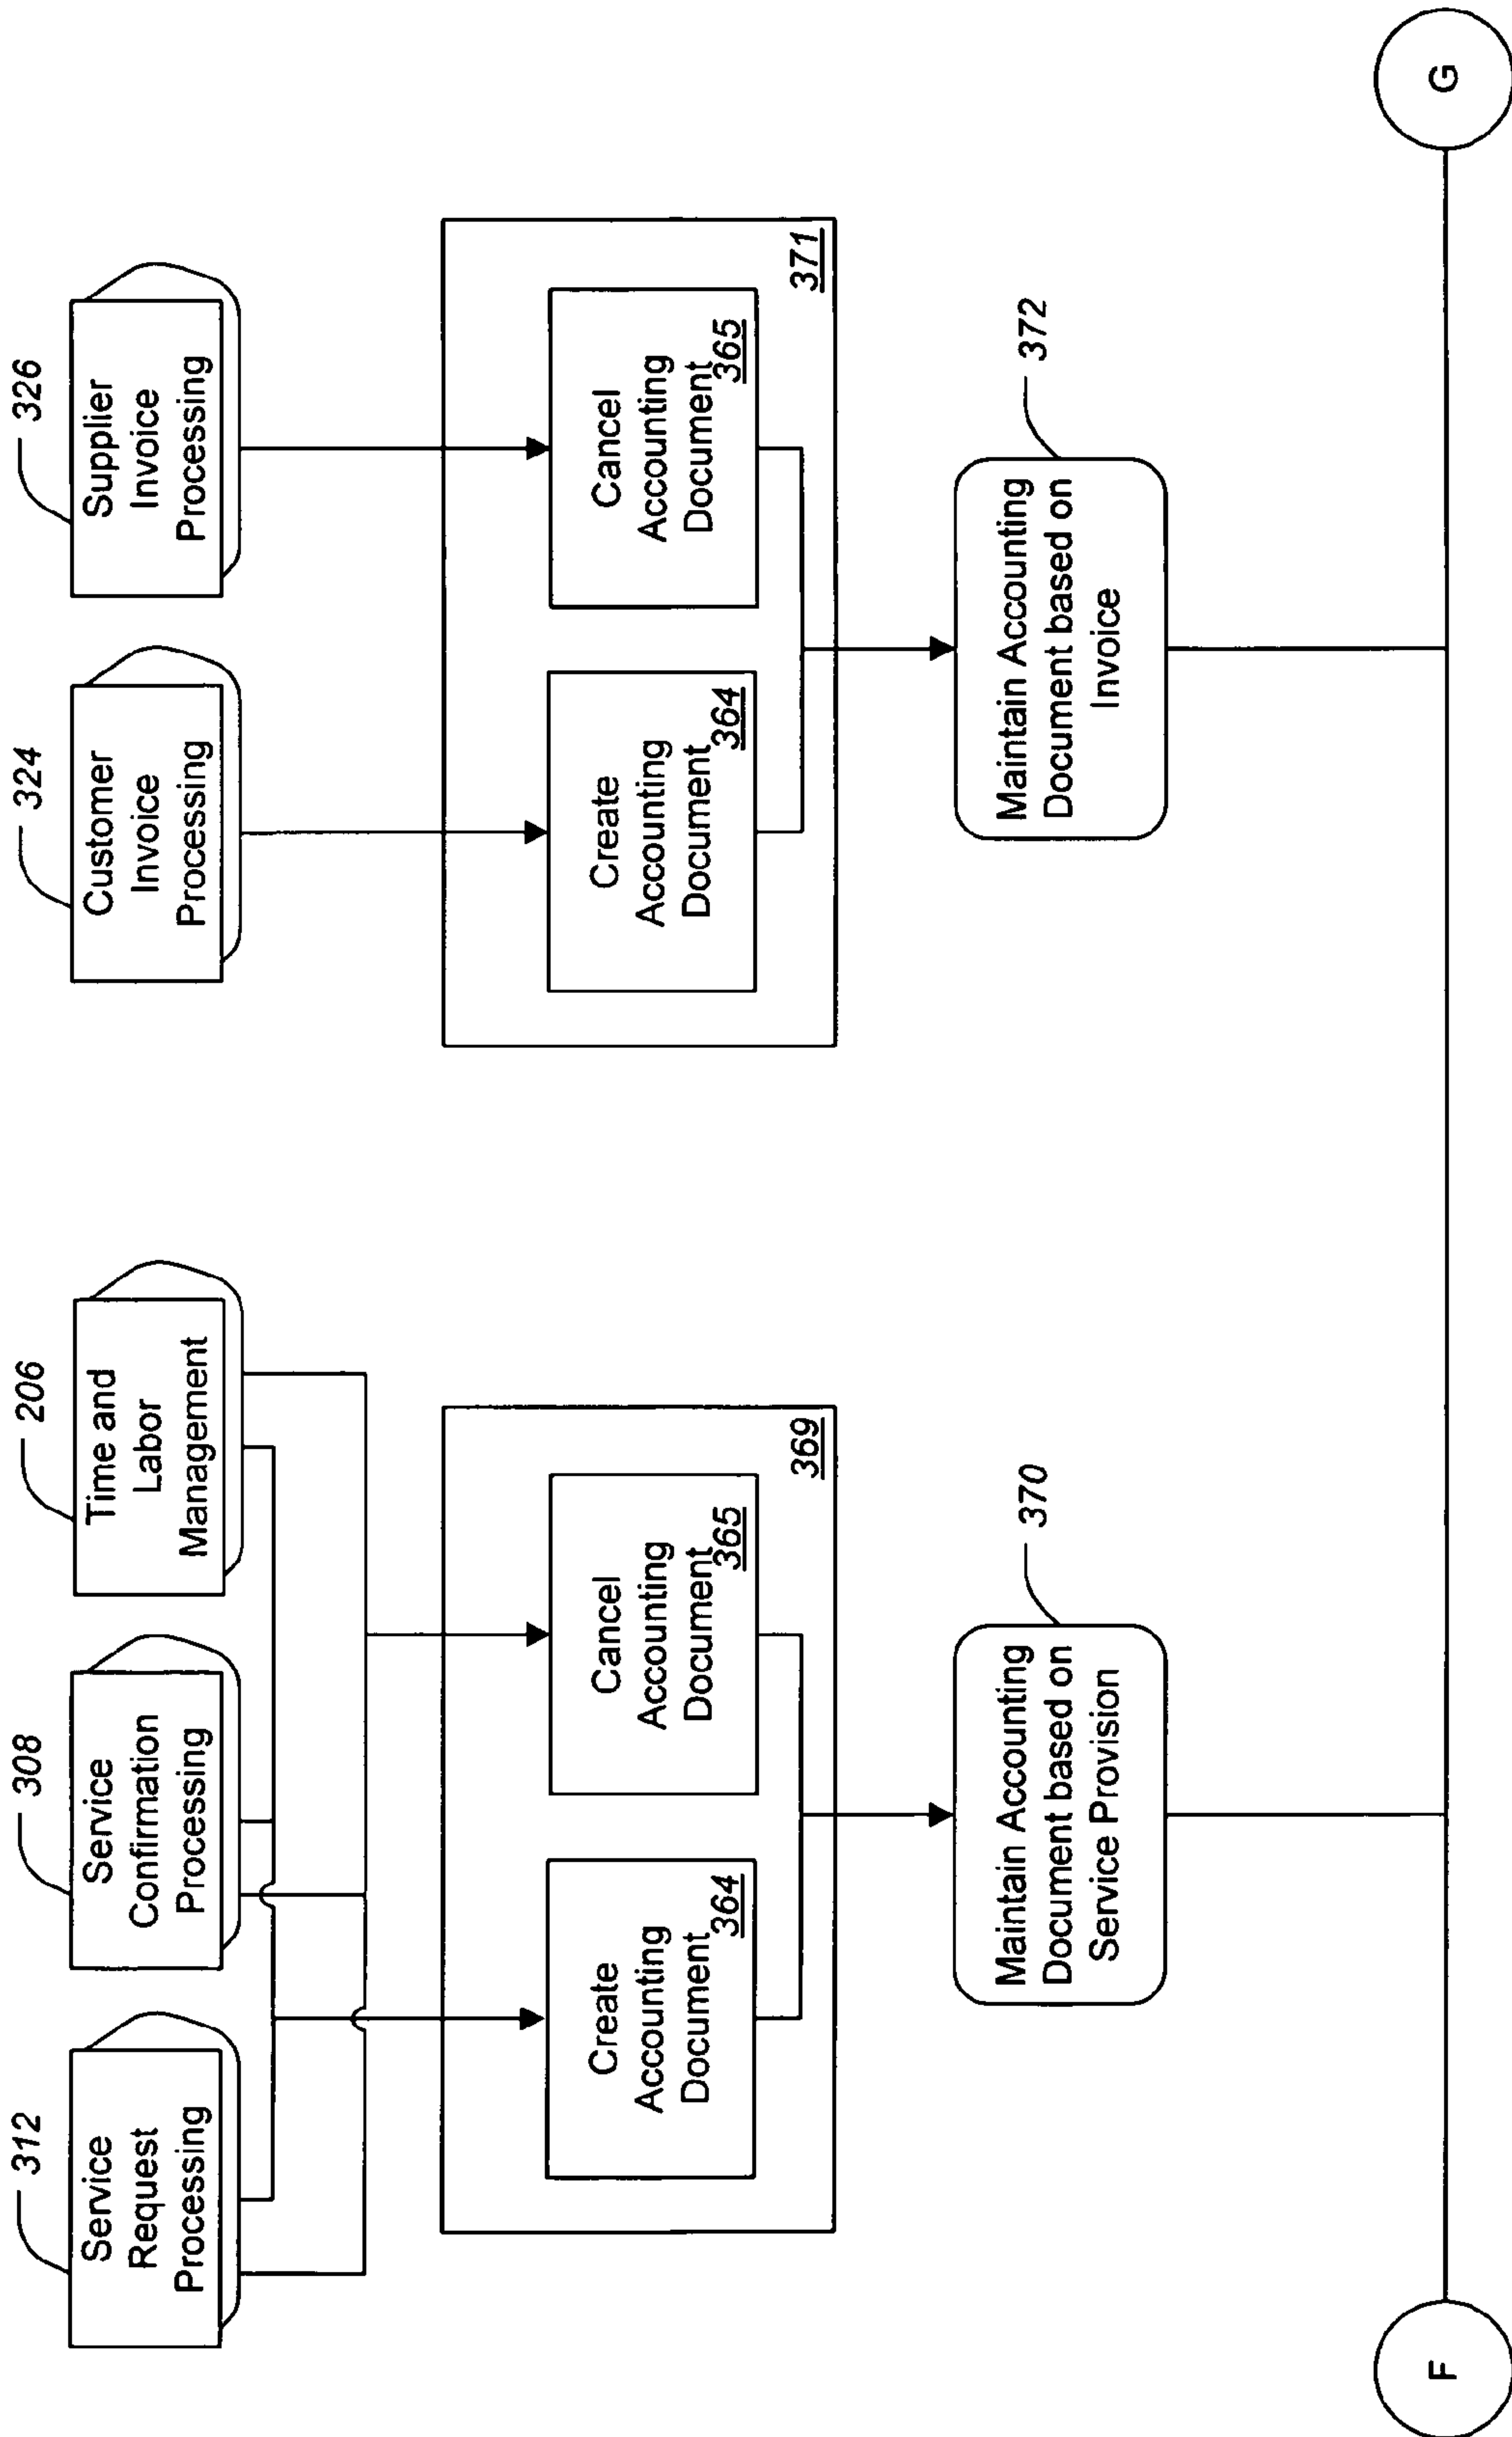 312
Service
Request
Processing
308
Service
Confirmation
Processing
206
Time and
Labor
Management
324
Customer
Invoice
Processing
326
Supplier
Invoice
Processing
Create
Accounting
Document
364
Cancel
Accounting
Document
365
369
Create
Accounting
Document
364
Cancel
Accounting
Document
365
371
Maintain Accounting
Document based on
Service Provision
370
Maintain Accounting
Document based on
Invoice
372
F
G